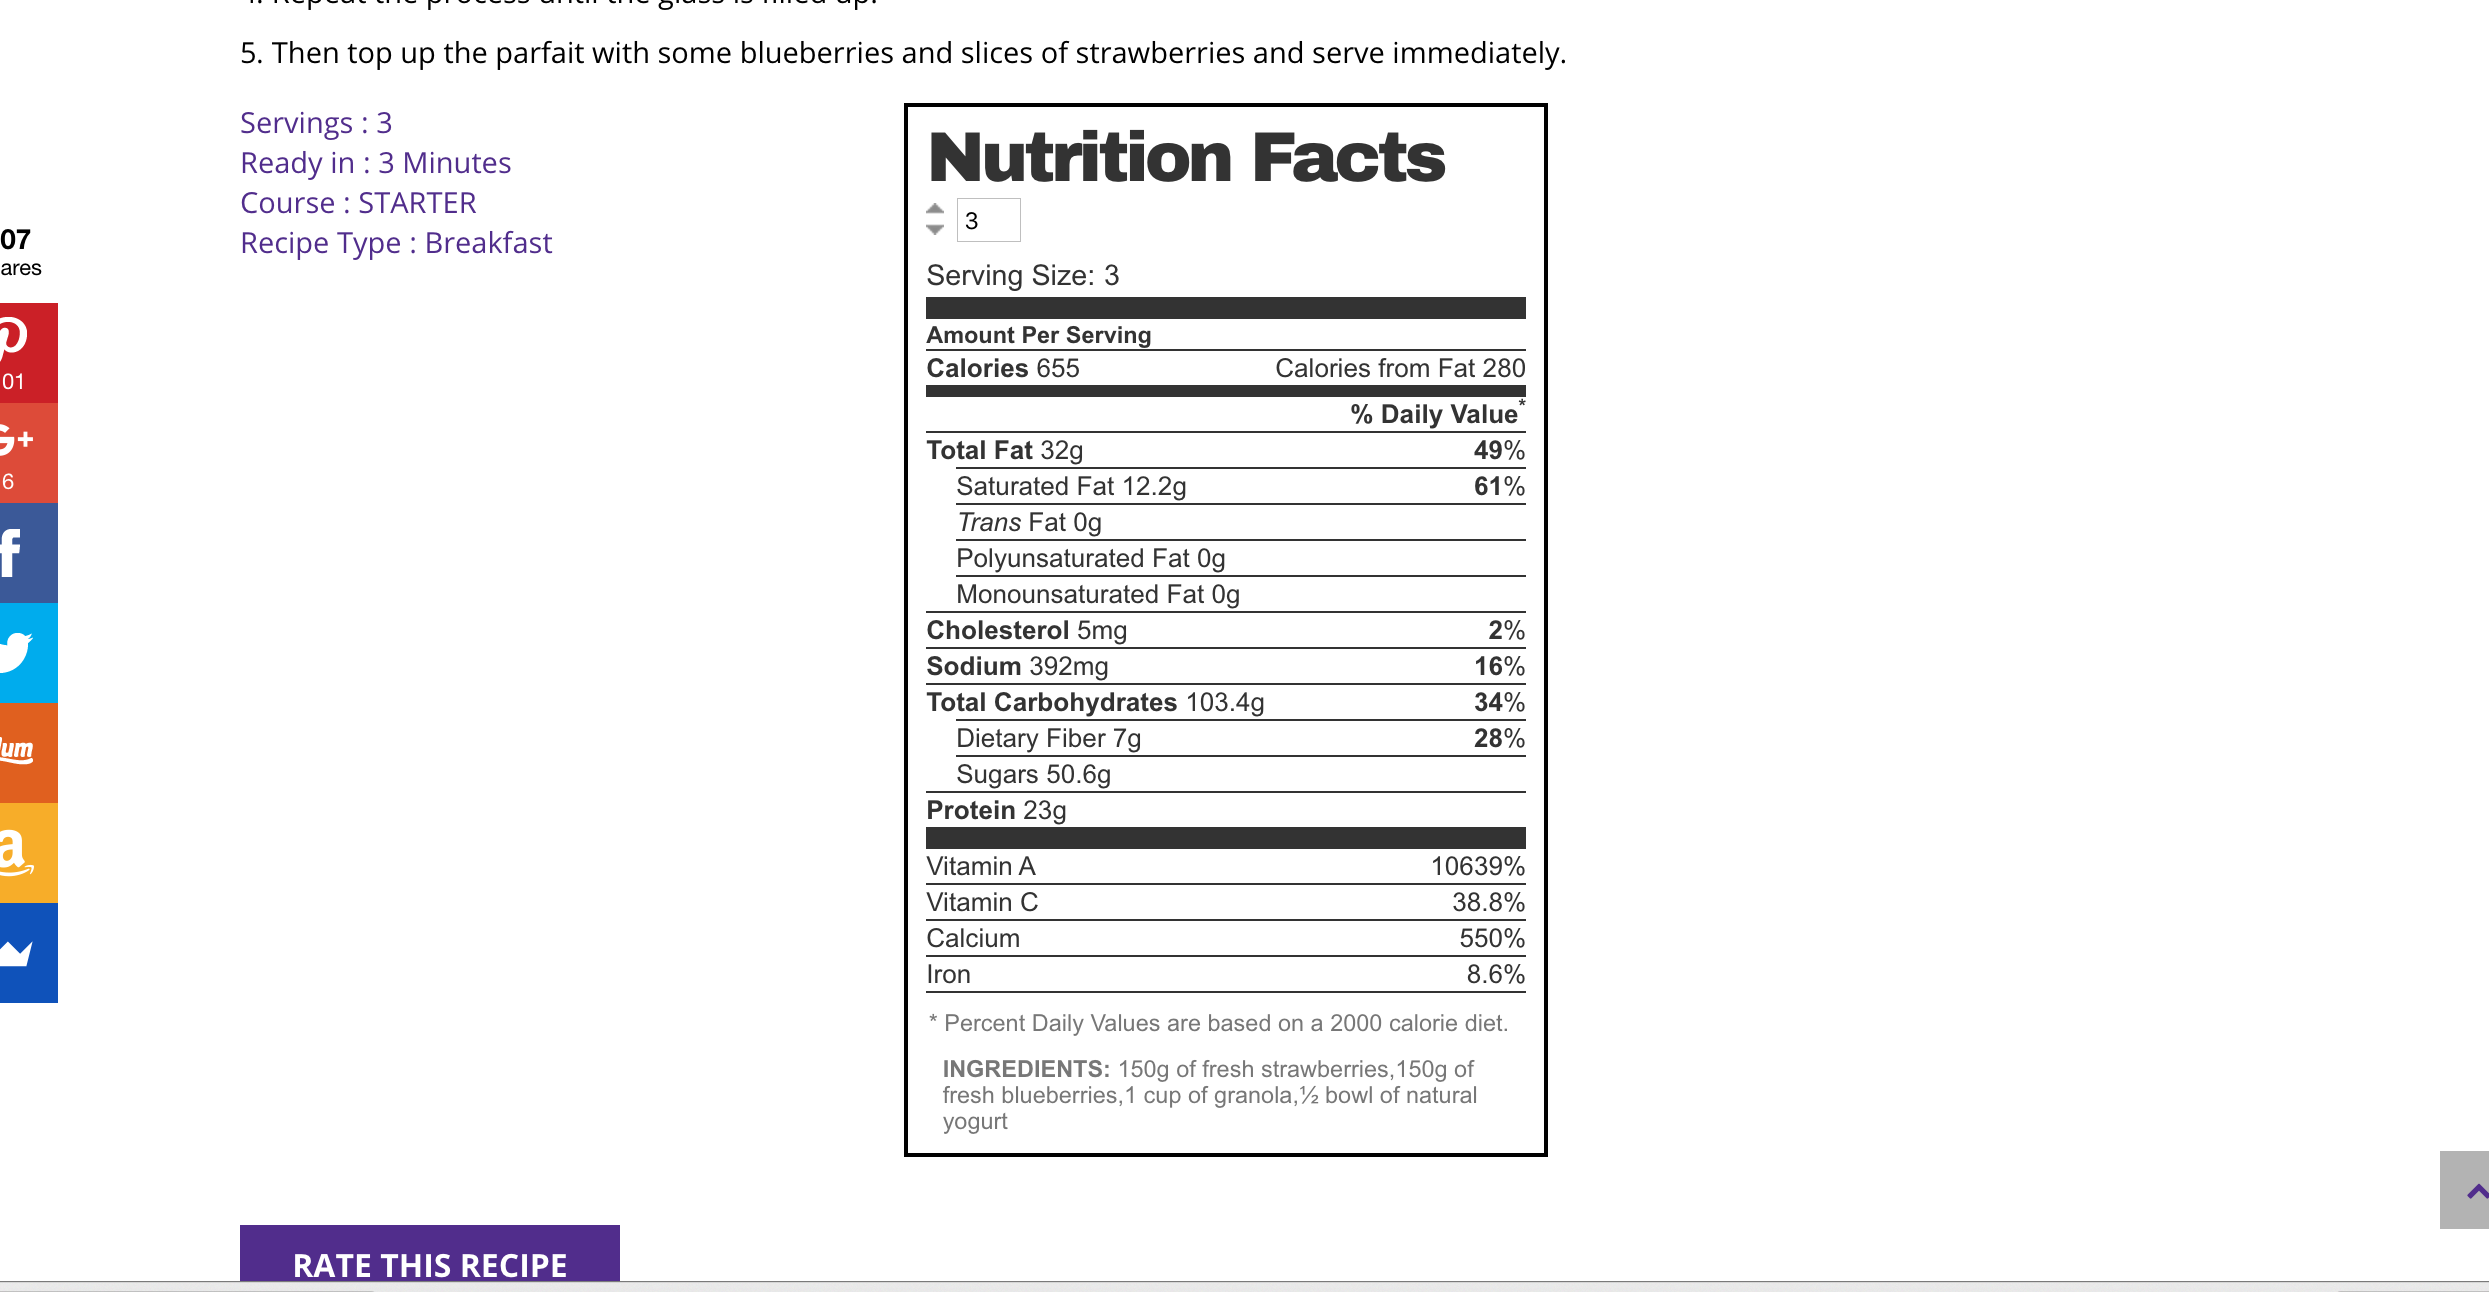 5. Then top up the parfait with some blueberries and slices of strawberries and serve immediately.
Servings : 3
Ready in : 3 Minutes
Course : STARTER
Recipe Type : Breakfast
07
ares
01
G+
6
f
um
a
Nutrition Facts
3
Serving Size: 3
Amount Per Serving
Calories 655 Calories from Fat 280
% Daily Value*
Total Fat 32g 49%
Saturated Fat 12.2g 61%
Trans Fat 0g
Polyunsaturated Fat 0g
Monounsaturated Fat 0g
Cholesterol 5mg 2%
Sodium 392mg 16%
Total Carbohydrates 103.4g 34%
Dietary Fiber 7g 28%
Sugars 50.6g
Protein 23g
Vitamin A 10639%
Vitamin C 38.8%
Calcium 550%
Iron 8.6%
* Percent Daily Values are based on a 2000 calorie diet.
INGREDIENTS: 150g of fresh strawberries,150g of
fresh blueberries,1 cup of granola,½ bowl of natural
yogurt
RATE THIS RECIPE